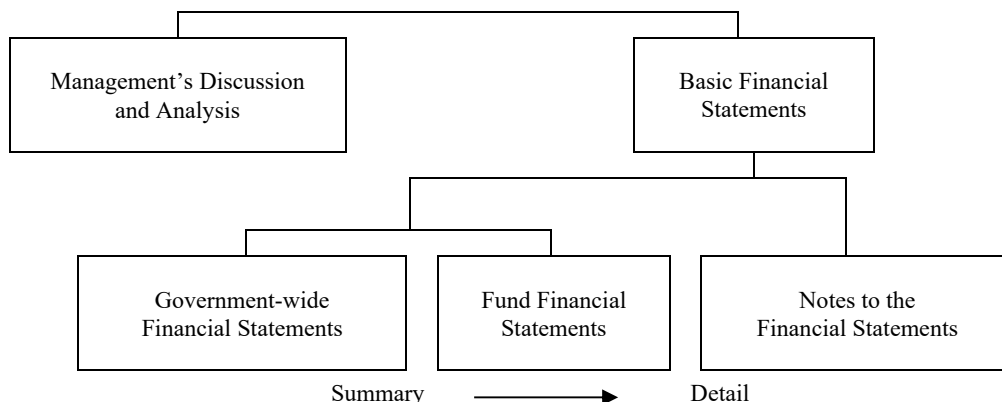 Management’s Discussion
and Analysis
Basic Financial
Statements
Government-wide
Financial Statements
Fund Financial
Statements
Notes to the
Financial Statements
Summary
Detail